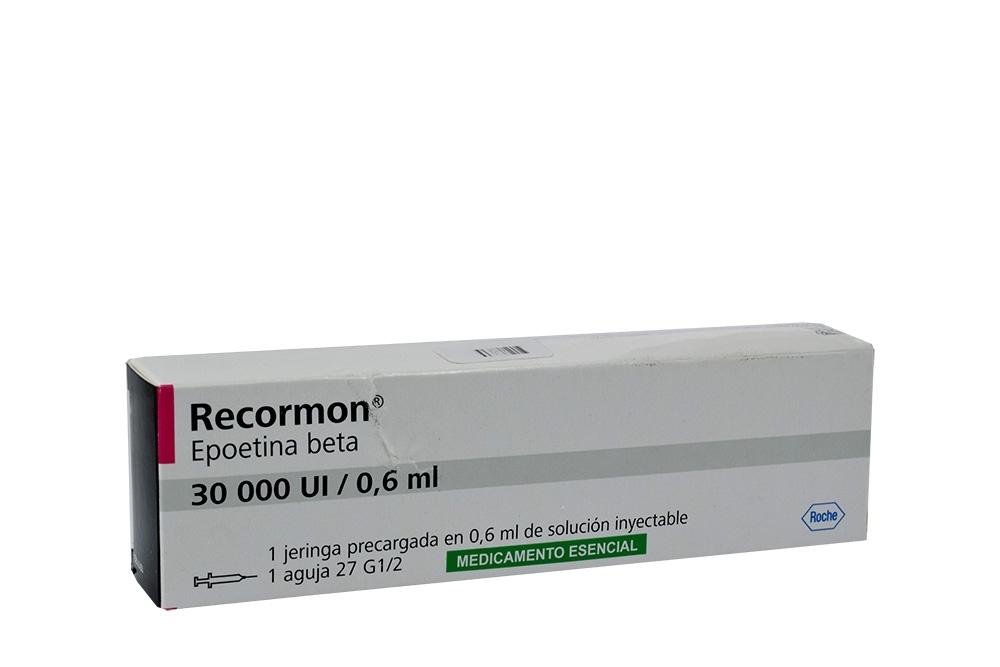 Recormon®
Epoetina beta
30 000 UI / 0,6 ml
1 jeringa precargada en 0,6 ml de solución inyectable
1 aguja 27 G1/2
MEDICAMENTO ESENCIAL
Roche